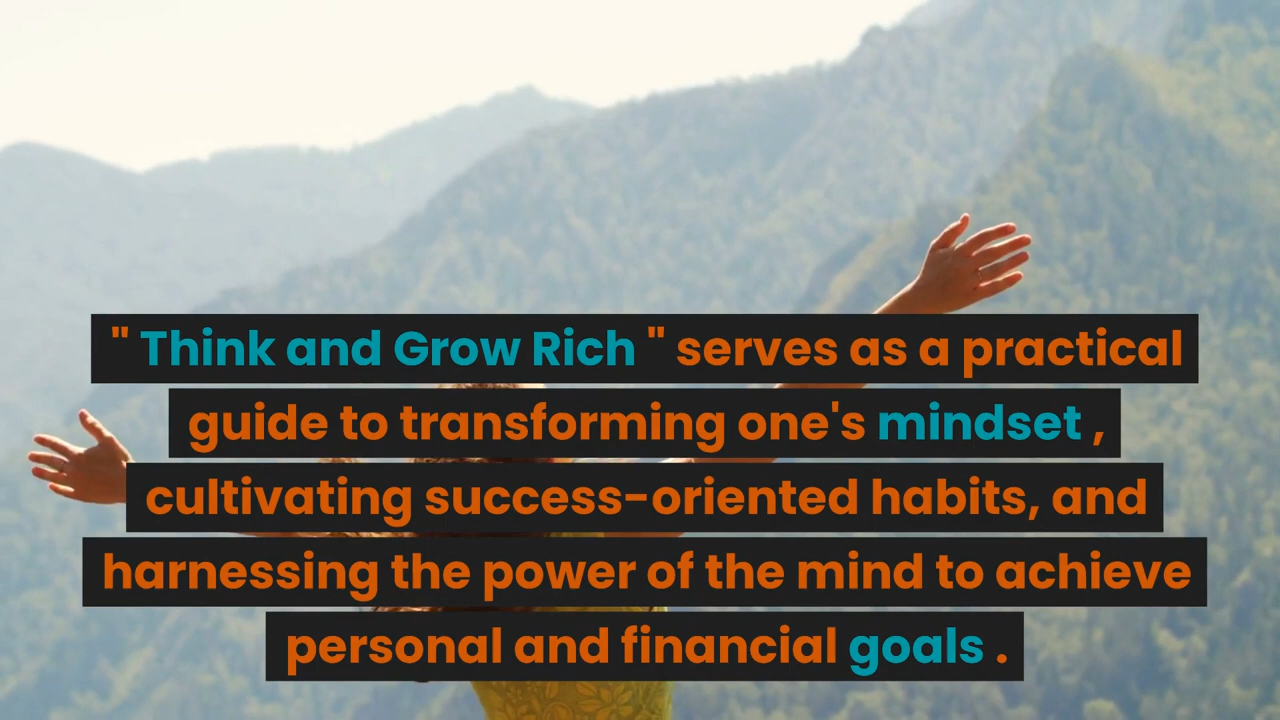 " Think and Grow Rich " serves as a practical
guide to transforming one's mindset ,
cultivating success-oriented habits, and
harnessing the power of the mind to achieve
personal and financial goals .